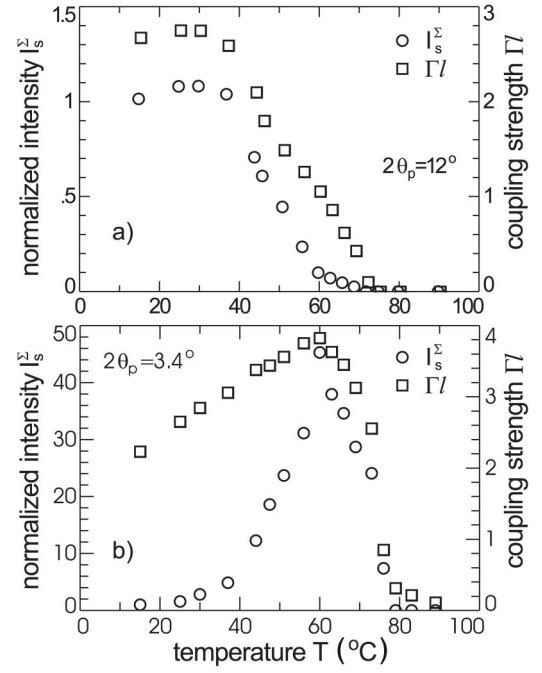 1.5
1
.5
0
normalized intensity I_s^Σ
3
2
1
0
coupling strength Γl
I_s^Σ
Γl
2θ_p=12°
a)
0 20 40 60 80 100
50
40
30
20
10
0
normalized intensity I_s^Σ
4
3
2
1
0
coupling strength Γl
2θ_p=3.4°
I_s^Σ
Γl
b)
0 20 40 60 80 100
temperature T (°C)